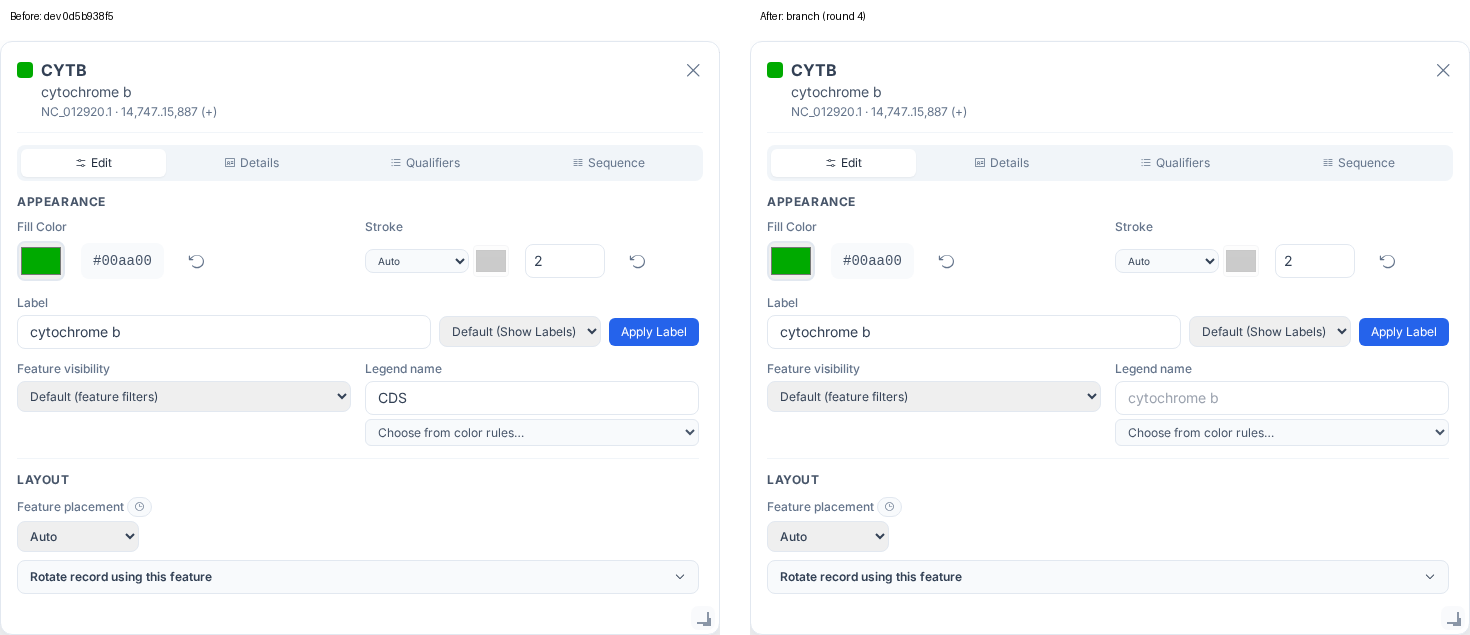 Before: dev 0d5b938f5
CYTB
cytochrome b
NC_012920.1 · 14,747..15,887 (+)
Edit Details Qualifiers Sequence
APPEARANCE
Fill Color Stroke
#00aa00 Auto 2
Label
cytochrome b Default (Show Labels) Apply Label
Feature visibility Legend name
Default (feature filters) CDS
Choose from color rules...
LAYOUT
Feature placement
Auto
Rotate record using this feature
After: branch (round 4)
CYTB
cytochrome b
NC_012920.1 · 14,747..15,887 (+)
Edit Details Qualifiers Sequence
APPEARANCE
Fill Color Stroke
#00aa00 Auto 2
Label
cytochrome b Default (Show Labels) Apply Label
Feature visibility Legend name
Default (feature filters) cytochrome b
Choose from color rules...
LAYOUT
Feature placement
Auto
Rotate record using this feature